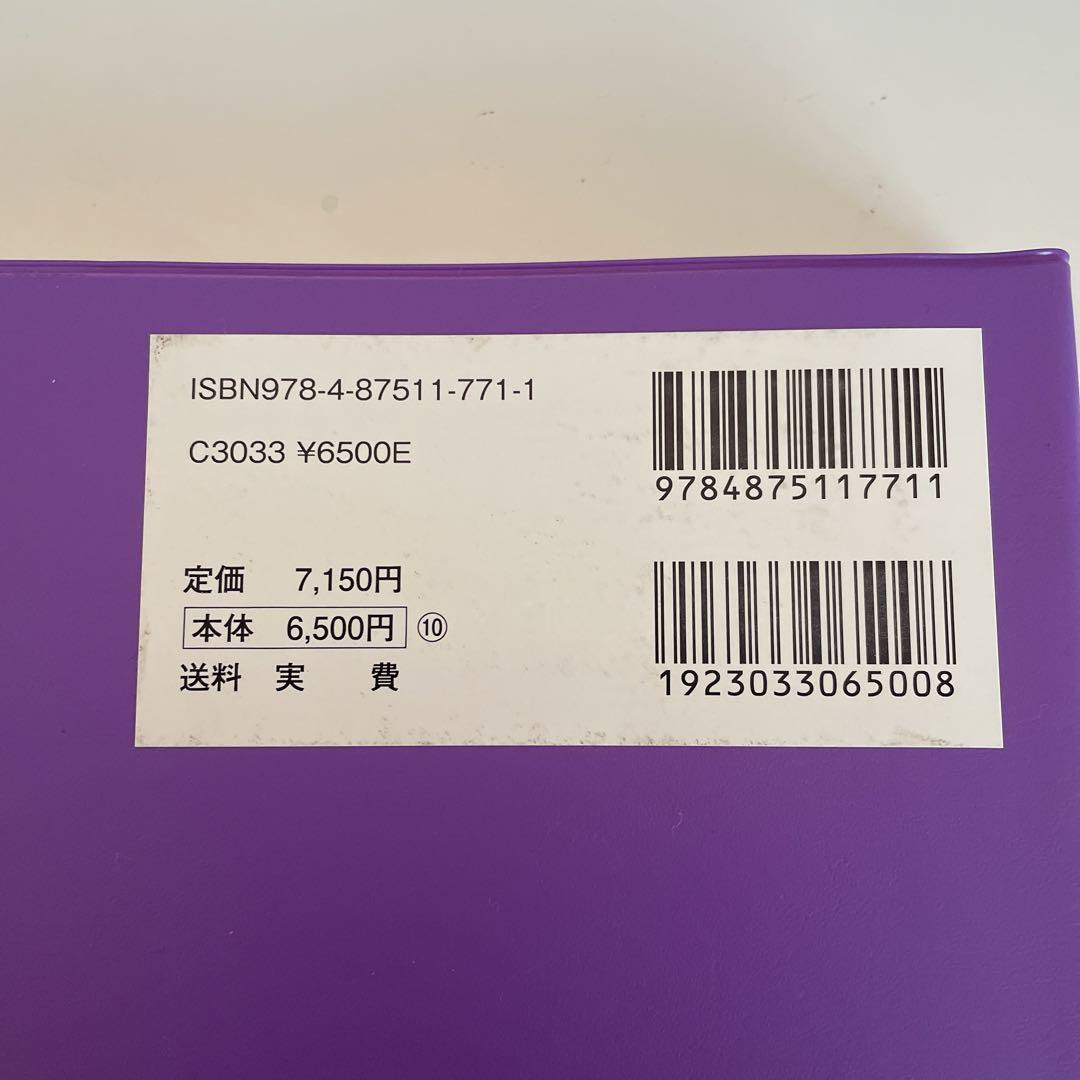 ISBN978-4-87511-771-1
C3033 ¥6500E
9784875117711
定価 7,150円
本体 6,500円 ⑩
送料 実 費
1923033065008